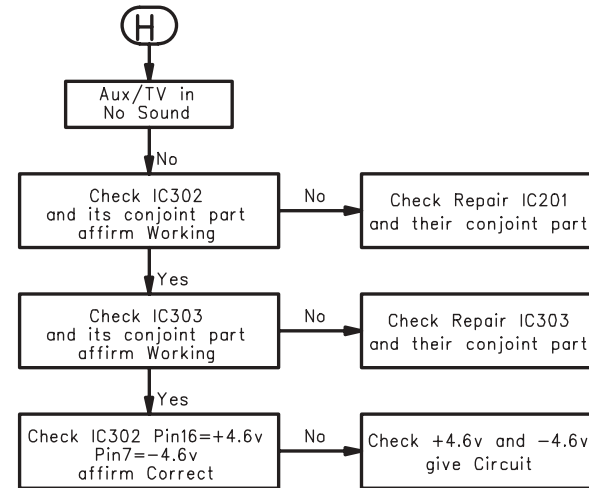 H
Aux/TV in
No Sound
No
Check IC302
and its conjoint part
affirm Working
No
Check Repair IC201
and their conjoint part
Yes
Check IC303
and its conjoint part
affirm Working
No
Check Repair IC303
and their conjoint part
Yes
Check IC302 Pin16=+4.6v
Pin7=-4.6v
affirm Correct
No
Check +4.6v and -4.6v
give Circuit